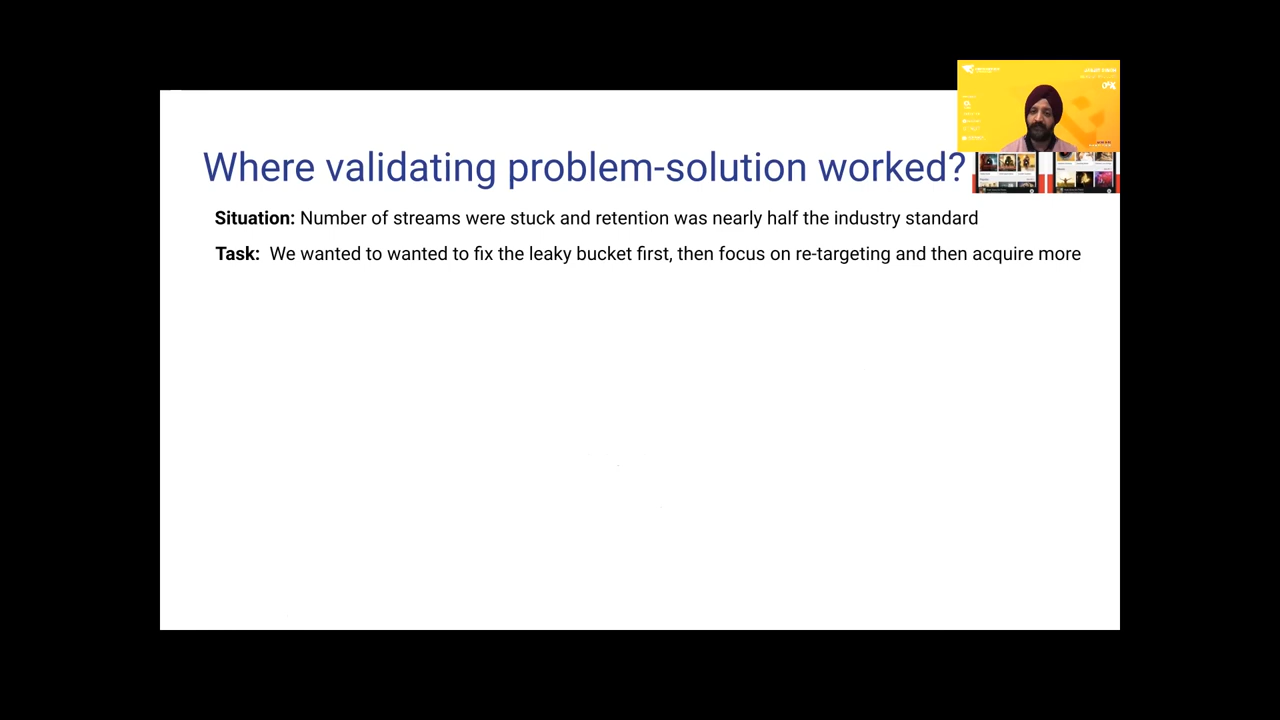 Where validating problem-solution worked?
Situation: Number of streams were stuck and retention was nearly half the industry standard
Task: We wanted to wanted to fix the leaky bucket first, then focus on re-targeting and then acquire more